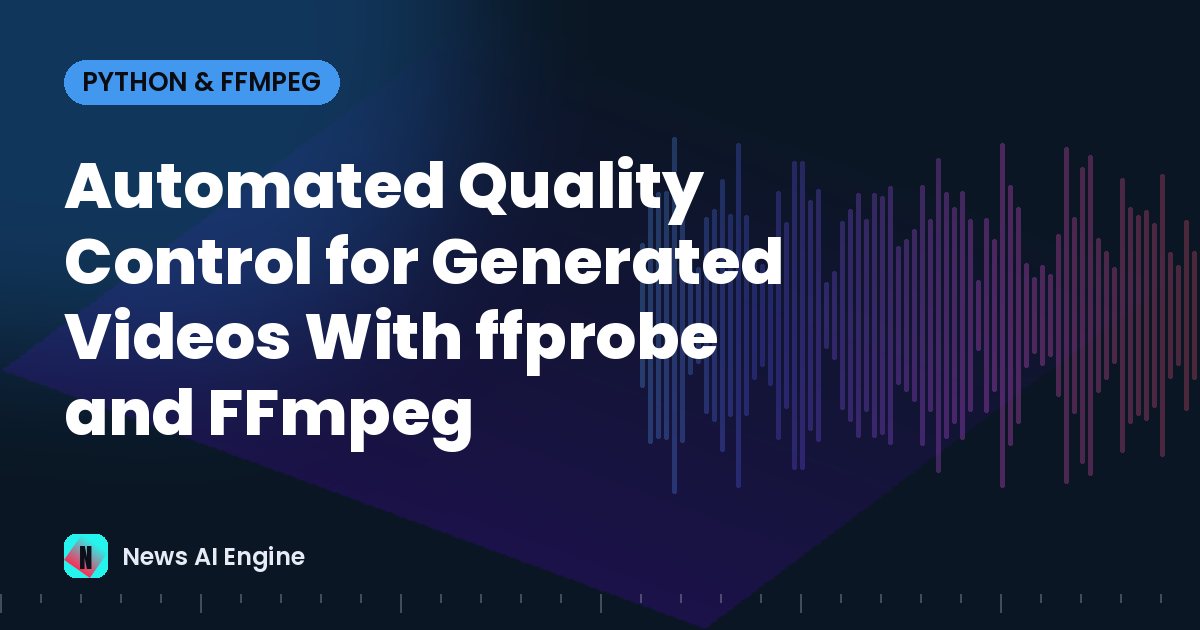 PYTHON & FFMPEG
Automated Quality
Control for Generated
Videos With ffprobe
and FFmpeg
N
News AI Engine